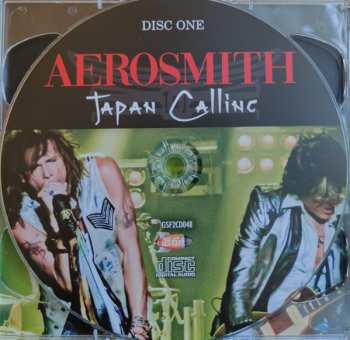 DISC ONE
AEROSMITH
Japan Calling
GSF2CD048
COMPACT
disc
DIGITAL AUDIO